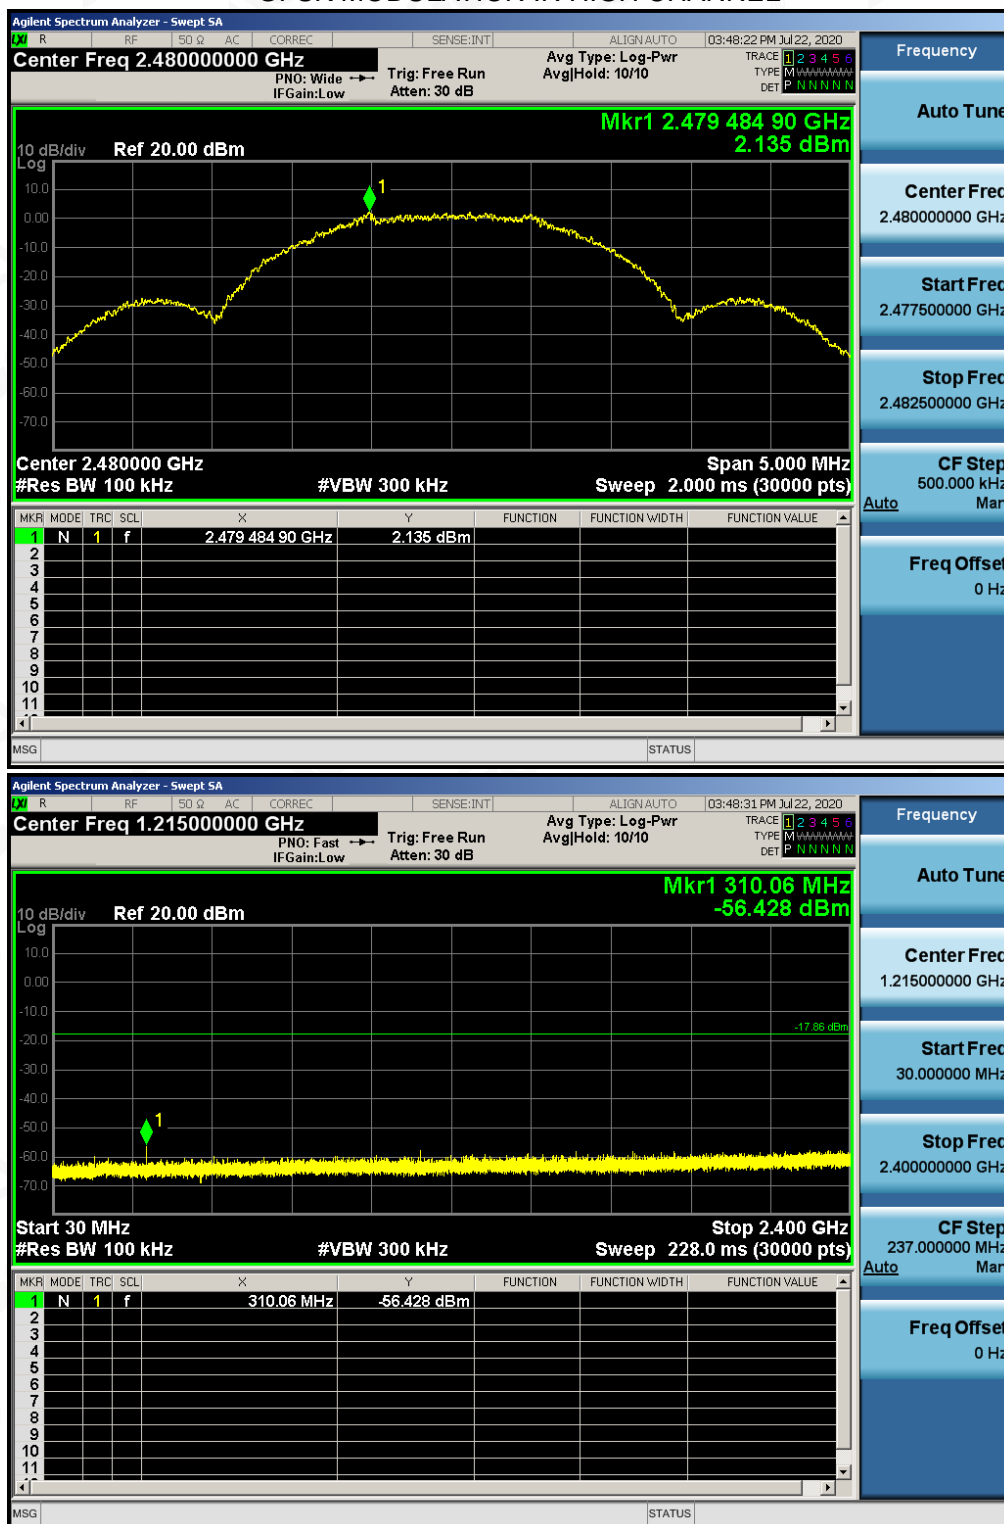 GFSK MODULATION IN HIGH CHANNEL
Agilent Spectrum Analyzer - Swept SA
LXI R RF 50 Ω AC CORREC SENSE:INT ALIGN AUTO 03:48:22 PM Jul 22, 2020
Center Freq 2.480000000 GHz
PNO: Wide
IFGain:Low
Trig: Free Run
Atten: 30 dB
Avg Type: Log-Pwr
Avg|Hold: 10/10
TRACE 1 2 3 4 5 6
TYPE M
DET P N N N N N
Mkr1 2.479 484 90 GHz
2.135 dBm
10 dB/div Ref 20.00 dBm
Log
10.0
0.00
-10.0
-20.0
-30.0
-40.0
-50.0
-60.0
-70.0
1
Center 2.480000 GHz Span 5.000 MHz
#Res BW 100 kHz #VBW 300 kHz Sweep 2.000 ms (30000 pts)
MKR MODE TRC SCL X Y FUNCTION FUNCTION WIDTH FUNCTION VALUE
1 N 1 f 2.479 484 90 GHz 2.135 dBm
2
3
4
5
6
7
8
9
10
11
MSG STATUS
Frequency
Auto Tune
Center Freq
2.480000000 GHz
Start Freq
2.477500000 GHz
Stop Freq
2.482500000 GHz
CF Step
500.000 kHz
Auto Man
Freq Offset
0 Hz
Agilent Spectrum Analyzer - Swept SA
LXI R RF 50 Ω AC CORREC SENSE:INT ALIGN AUTO 03:48:31 PM Jul 22, 2020
Center Freq 1.215000000 GHz
PNO: Fast
IFGain:Low
Trig: Free Run
Atten: 30 dB
Avg Type: Log-Pwr
Avg|Hold: 10/10
TRACE 1 2 3 4 5 6
TYPE M
DET P N N N N N
Mkr1 310.06 MHz
-56.428 dBm
10 dB/div Ref 20.00 dBm
Log
10.0
0.00
-10.0
-20.0
-30.0
-40.0
-50.0
-60.0
-70.0
-17.86 dBm
1
Start 30 MHz Stop 2.400 GHz
#Res BW 100 kHz #VBW 300 kHz Sweep 228.0 ms (30000 pts)
MKR MODE TRC SCL X Y FUNCTION FUNCTION WIDTH FUNCTION VALUE
1 N 1 f 310.06 MHz -56.428 dBm
2
3
4
5
6
7
8
9
10
11
MSG STATUS
Frequency
Auto Tune
Center Freq
1.215000000 GHz
Start Freq
30.000000 MHz
Stop Freq
2.400000000 GHz
CF Step
237.000000 MHz
Auto Man
Freq Offset
0 Hz